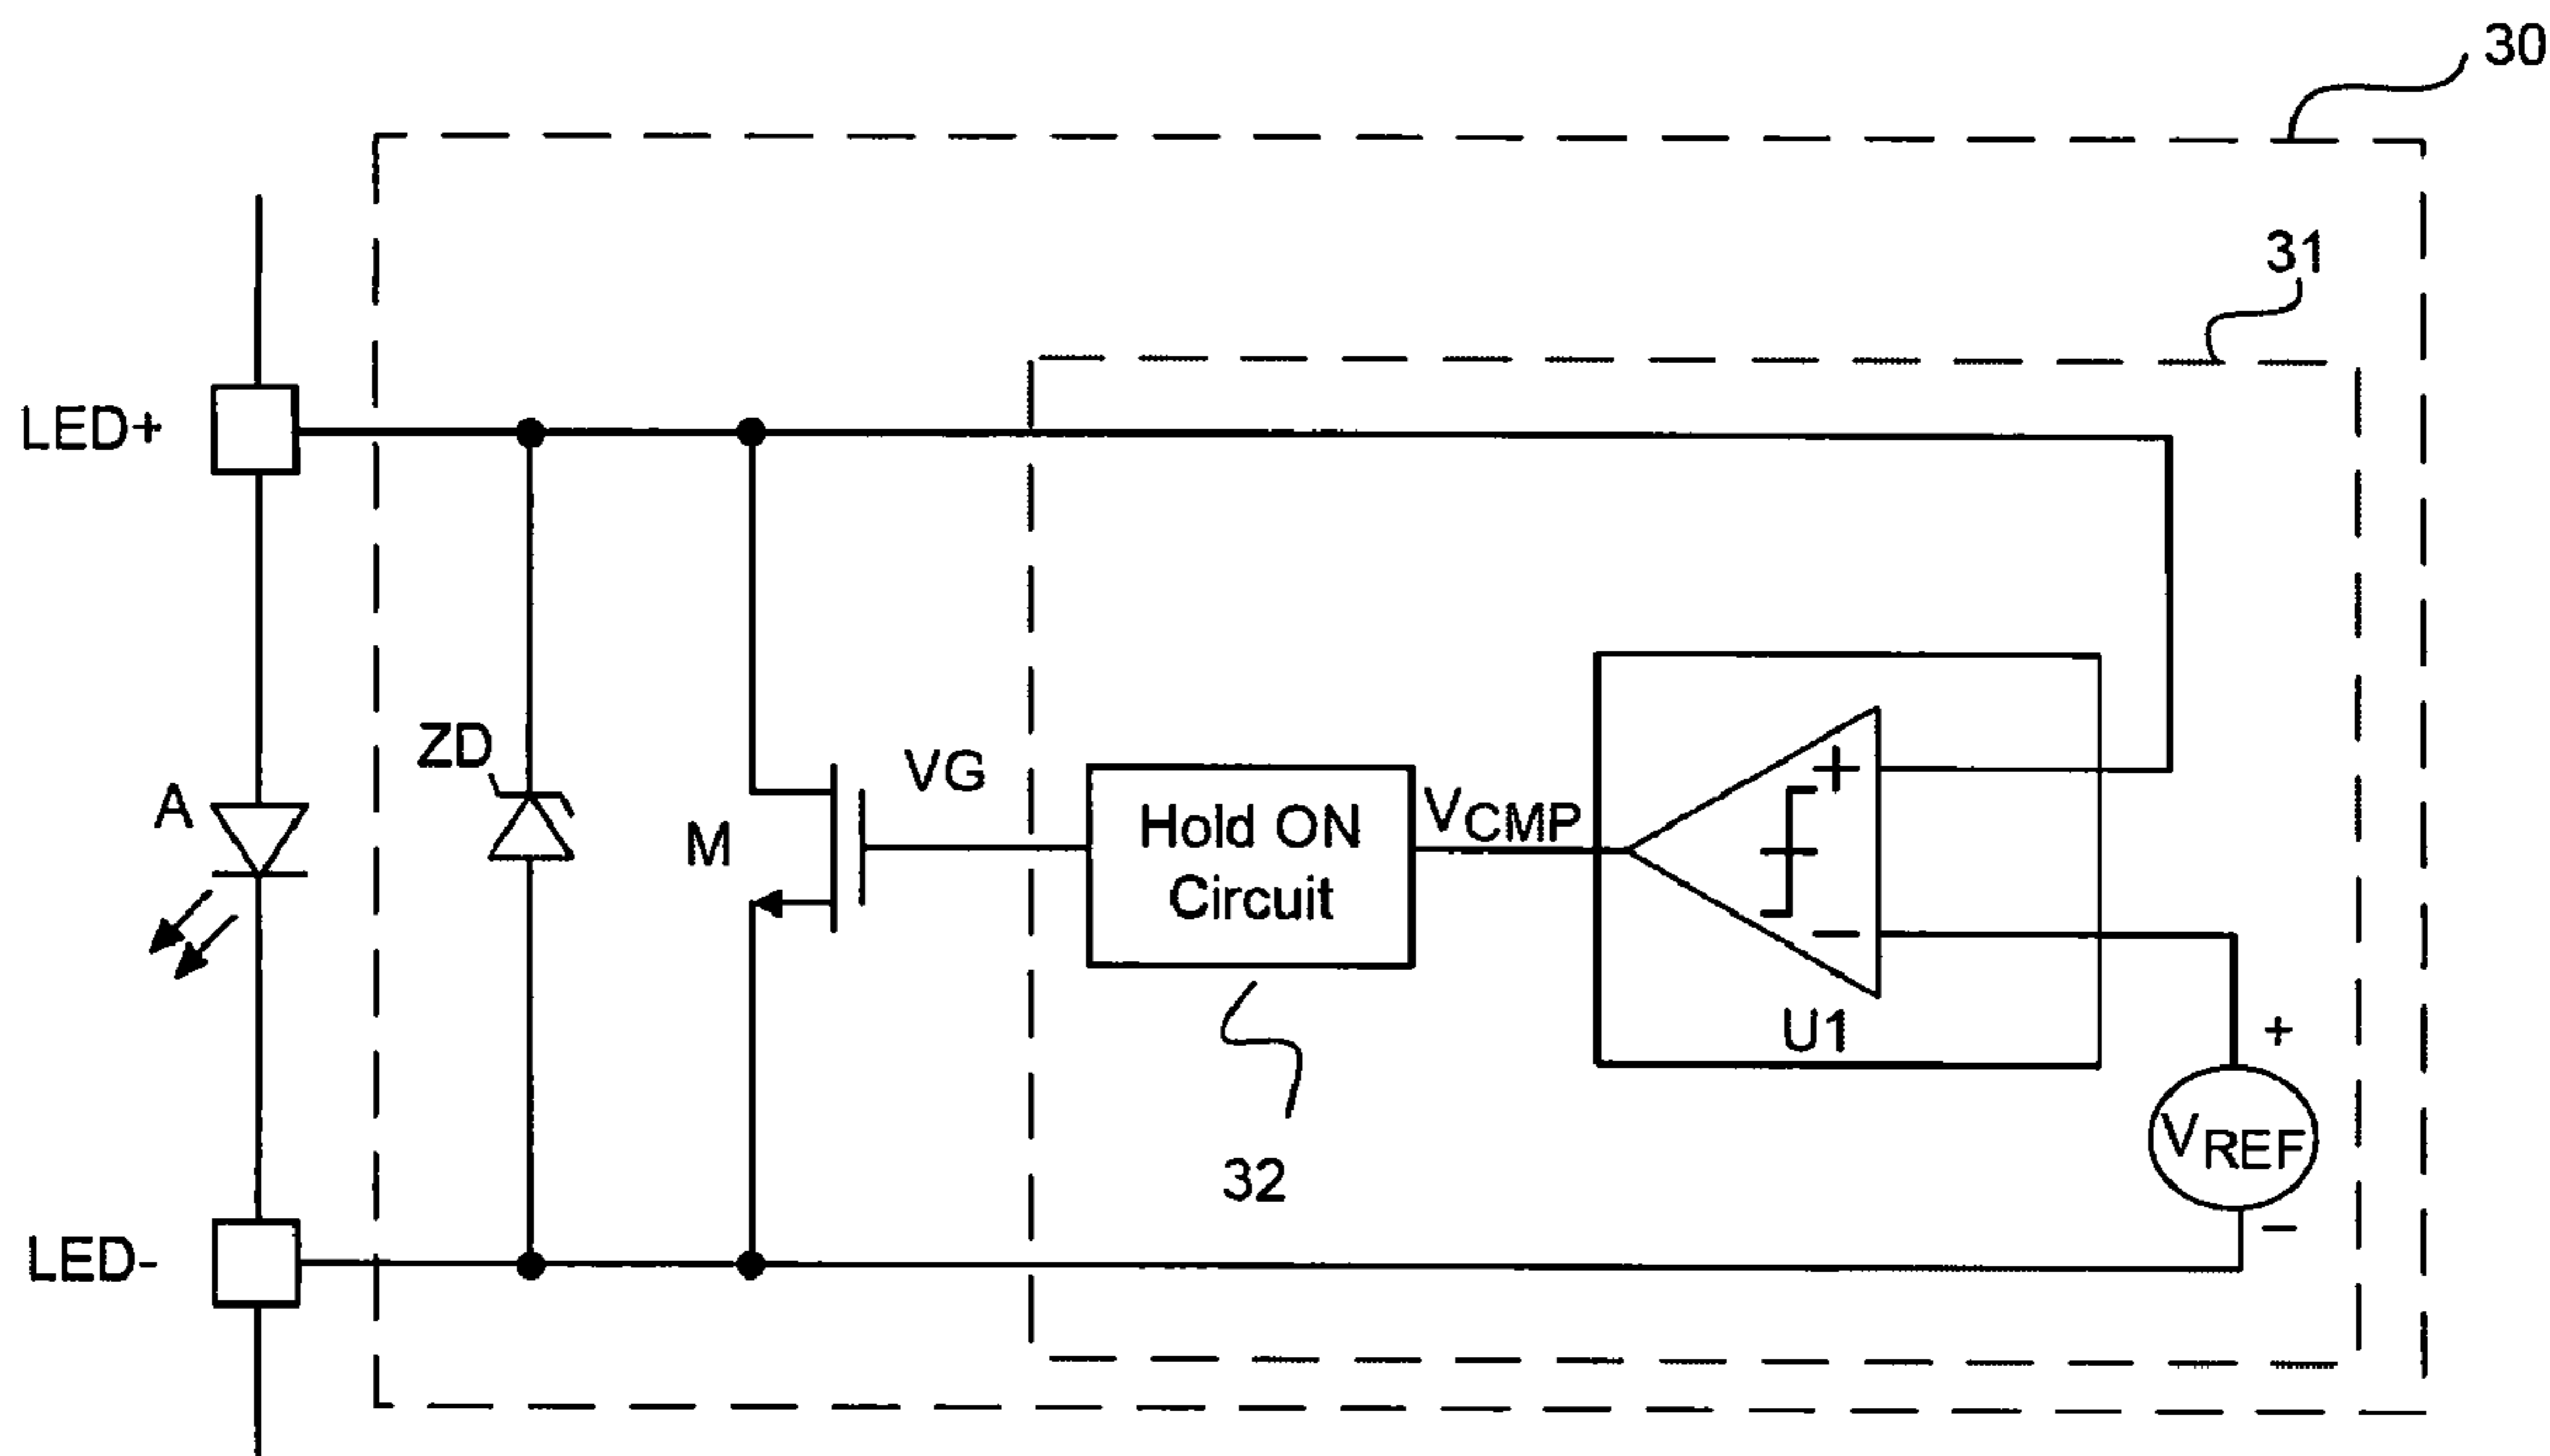 30
31
LED+
ZD
VG
A
M
Hold ON
Circuit
VCMP
+
−
U1
32
+
VREF
−
LED-